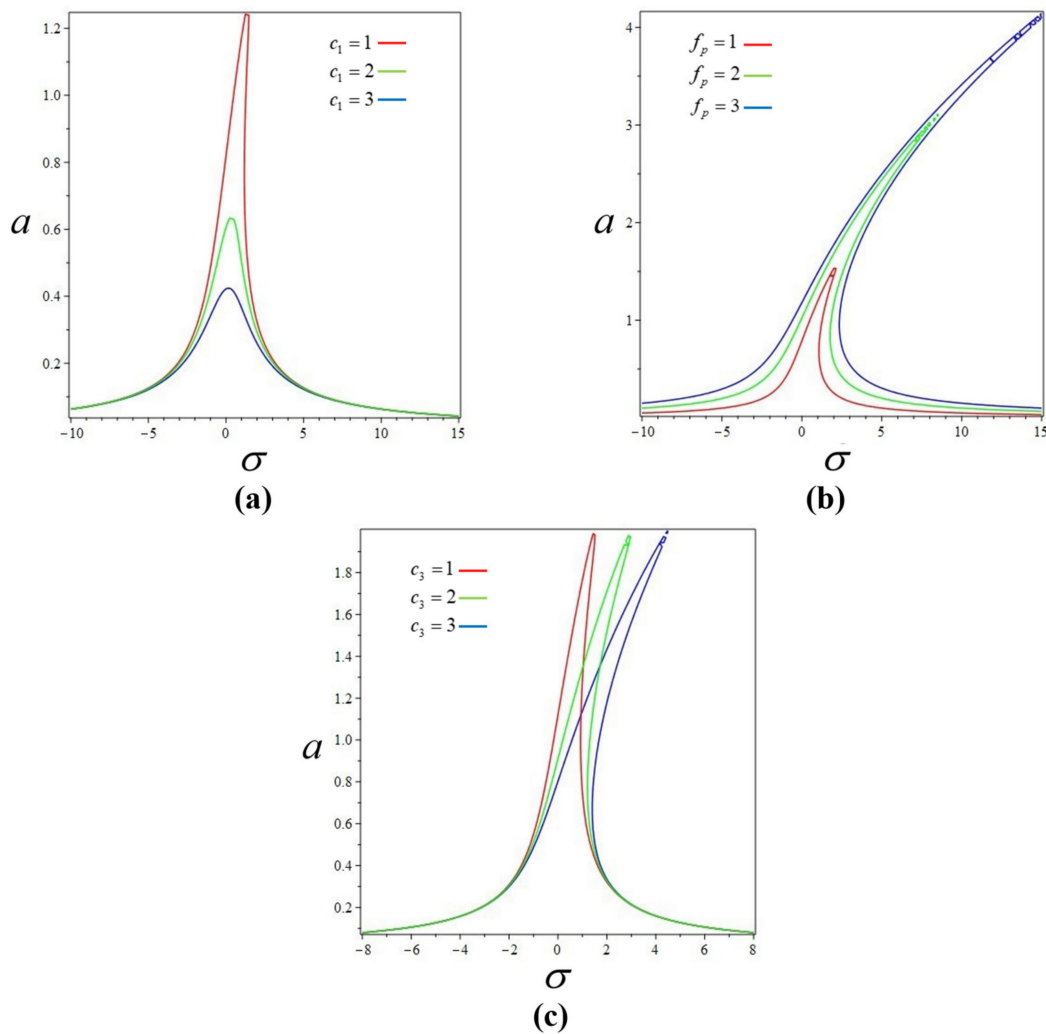 1.2
1.0
0.8
0.6
0.4
0.2
a
c₁ = 1
c₁ = 2
c₁ = 3
−10 −5 0 5 10 15
σ
(a)
4
3
2
1
a
f_p = 1
f_p = 2
f_p = 3
−10 −5 0 5 10 15
σ
(b)
1.8
1.6
1.4
1.2
1.0
0.8
0.6
0.4
0.2
a
c₃ = 1
c₃ = 2
c₃ = 3
−8 −6 −4 −2 0 2 4 6 8
σ
(c)